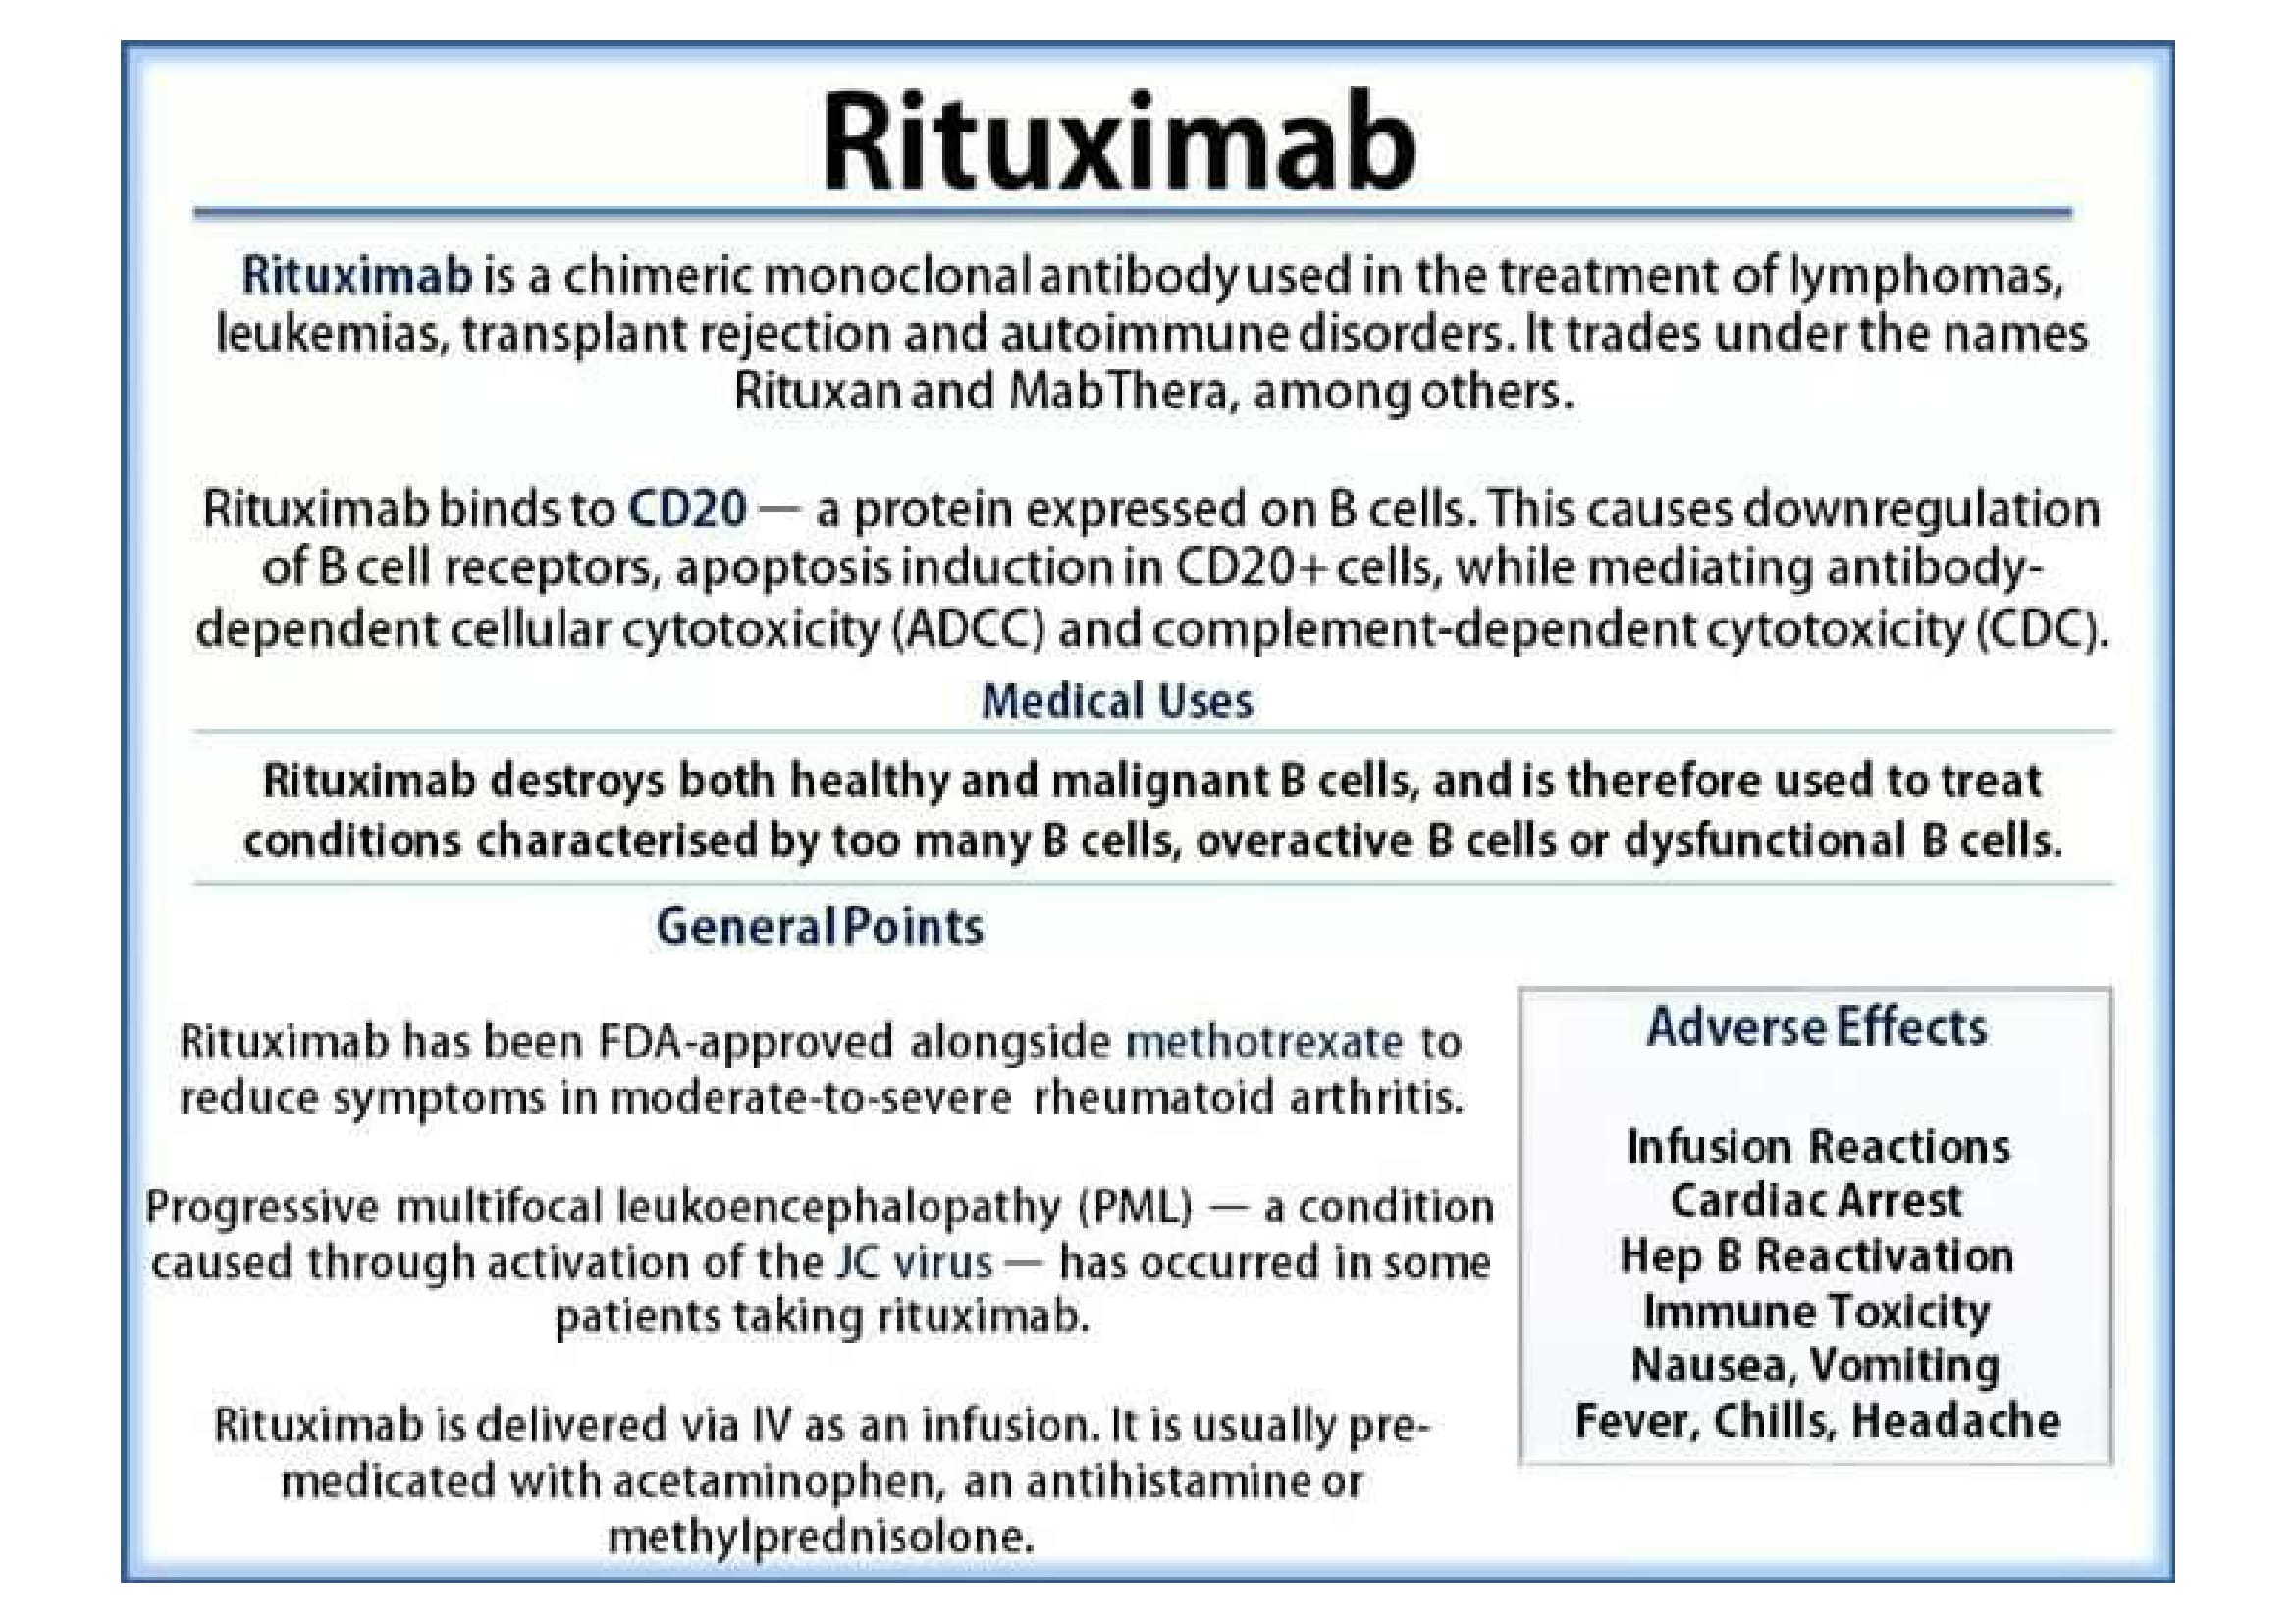 Rituximab
Rituximab is a chimeric monoclonal antibody used in the treatment of lymphomas,
leukemias, transplant rejection and autoimmune disorders. It trades under the names
Rituxan and MabThera, among others.
Rituximab binds to CD20 — a protein expressed on B cells. This causes downregulation
of B cell receptors, apoptosis induction in CD20+ cells, while mediating antibody-
dependent cellular cytotoxicity (ADCC) and complement-dependent cytotoxicity (CDC).
Medical Uses
Rituximab destroys both healthy and malignant B cells, and is therefore used to treat
conditions characterised by too many B cells, overactive B cells or dysfunctional B cells.
General Points
Rituximab has been FDA-approved alongside methotrexate to
reduce symptoms in moderate-to-severe rheumatoid arthritis.
Progressive multifocal leukoencephalopathy (PML) — a condition
caused through activation of the JC virus — has occurred in some
patients taking rituximab.
Rituximab is delivered via IV as an infusion. It is usually pre-
medicated with acetaminophen, an antihistamine or
methylprednisolone.
Adverse Effects
Infusion Reactions
Cardiac Arrest
Hep B Reactivation
Immune Toxicity
Nausea, Vomiting
Fever, Chills, Headache